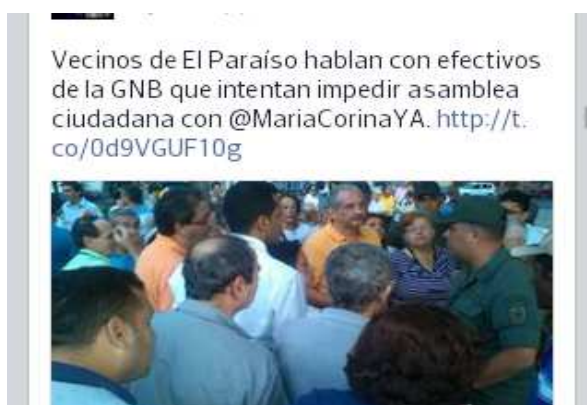 Vecinos de El Paraíso hablan con efectivos
de la GNB que intentan impedir asamblea
ciudadana con @MariaCorinaYA. http://t.
co/0d9VGUF10g